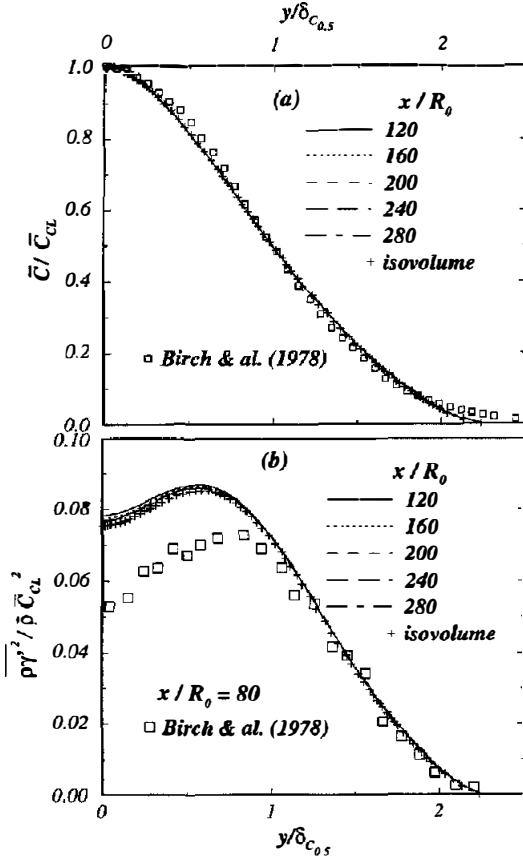 y/δC0.5
0 1 2
(a)
1.0
0.8
0.6
0.4
0.2
0.0
C̄ / C̄CL
x / R0
120
160
200
240
280
+ isovolume
Birch & al. (1978)
(b)
0.10
0.08
0.06
0.04
0.02
0.00
ργ'² / ρ̄ C̄CL²
x / R0
120
160
200
240
280
+ isovolume
x / R0 = 80
Birch & al. (1978)
0 1 2
y/δC0.5